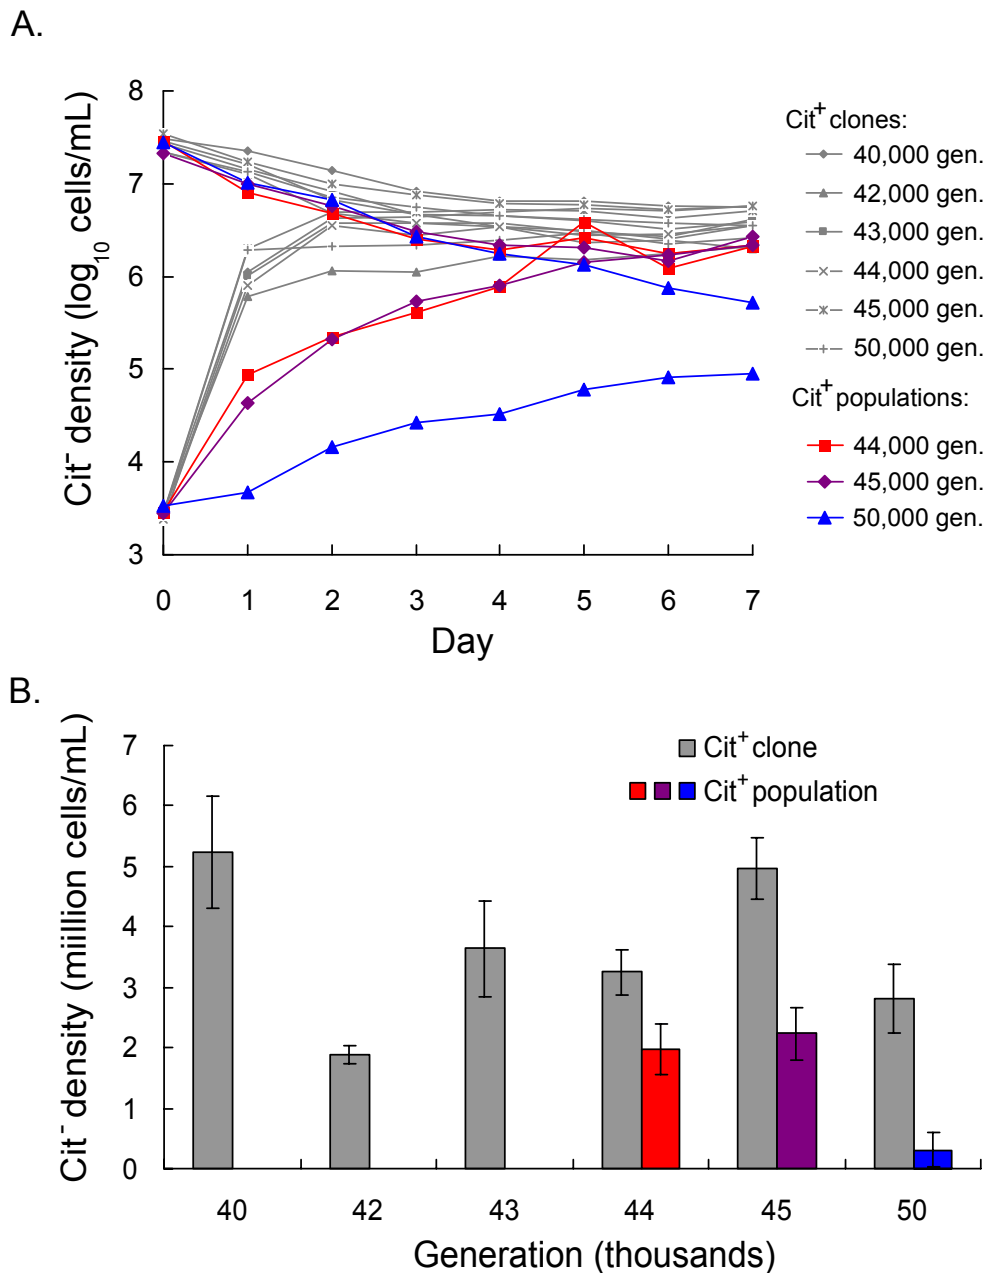 A.
Cit⁻ density (log₁₀ cells/mL)
8
7
6
5
4
3
0 1 2 3 4 5 6 7
Day
Cit⁺ clones:
40,000 gen.
42,000 gen.
43,000 gen.
44,000 gen.
45,000 gen.
50,000 gen.
Cit⁺ populations:
44,000 gen.
45,000 gen.
50,000 gen.
B.
Cit⁻ density (miillion cells/mL)
7
6
5
4
3
2
1
0
Cit⁺ clone
Cit⁺ population
40 42 43 44 45 50
Generation (thousands)